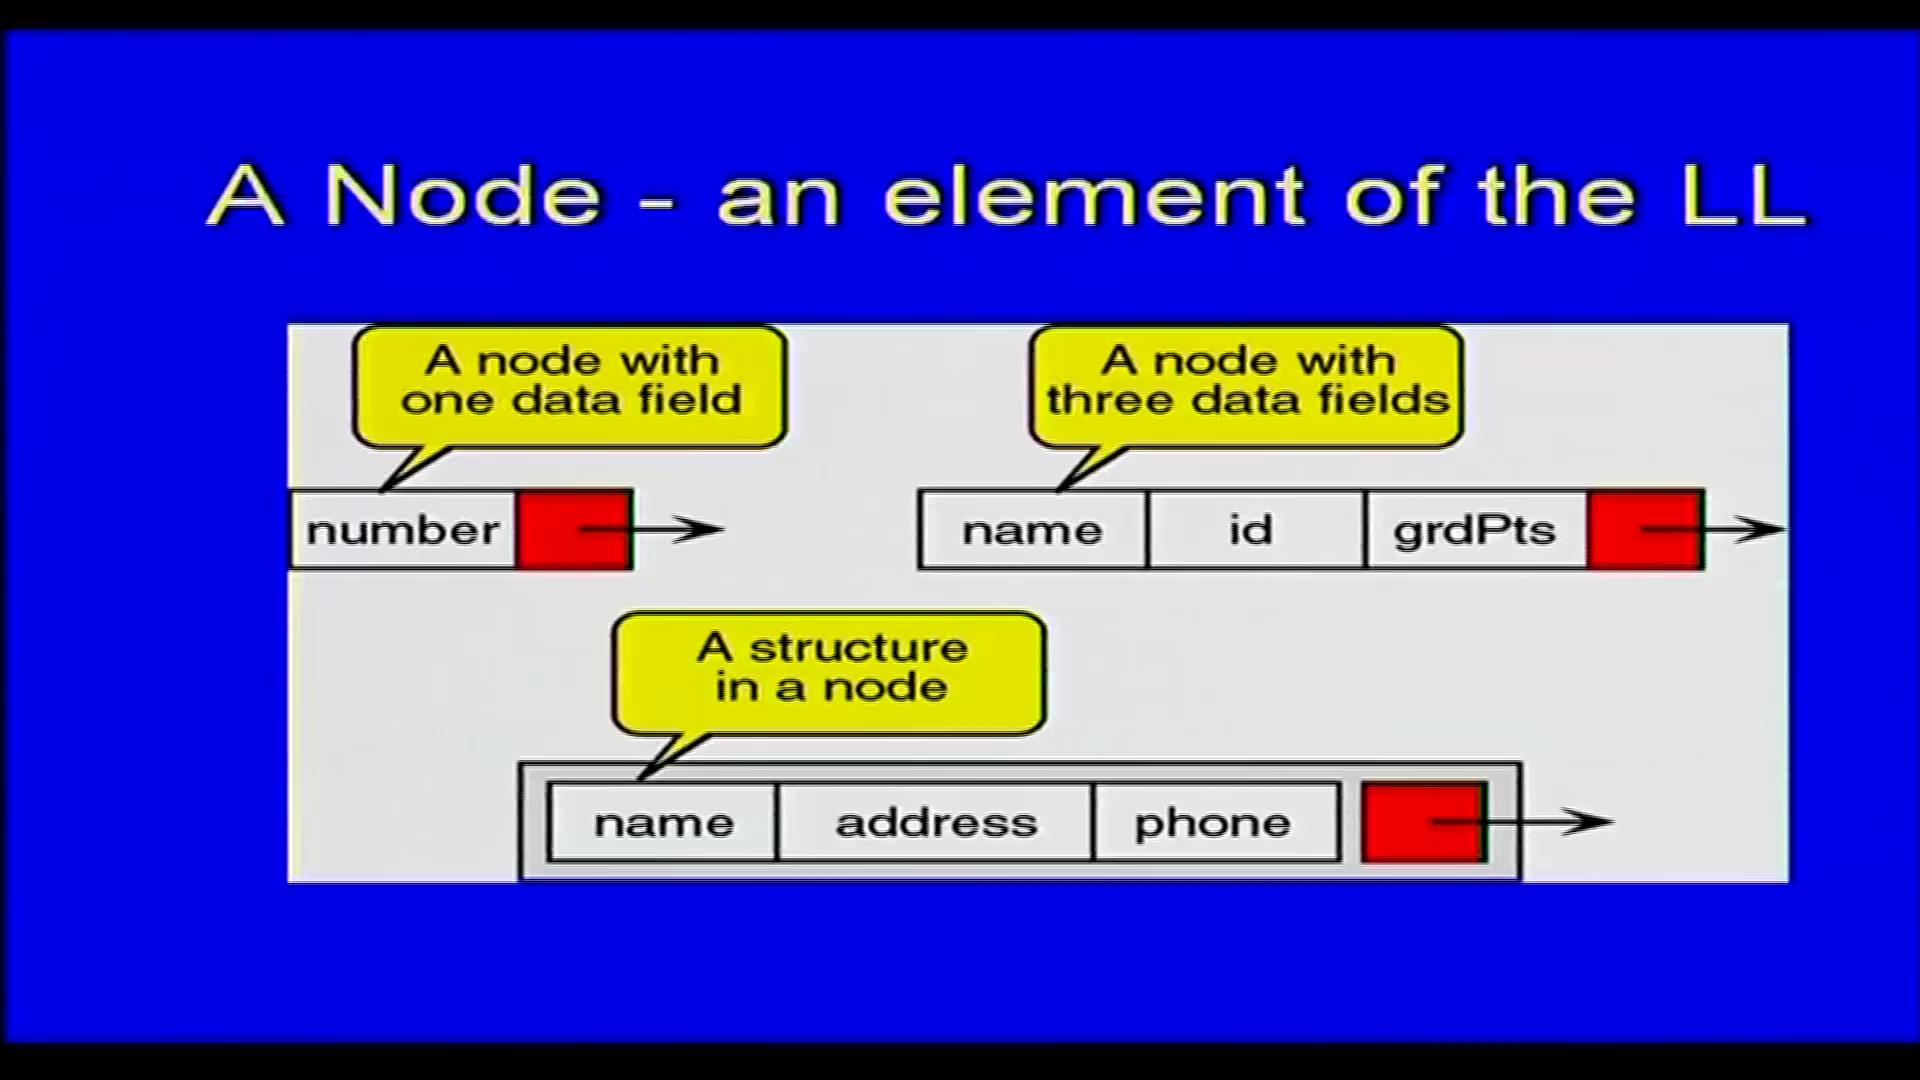 A Node - an element of the LL
A node with
one data field
A node with
three data fields
number
name id grdPts
A structure
in a node
name address phone